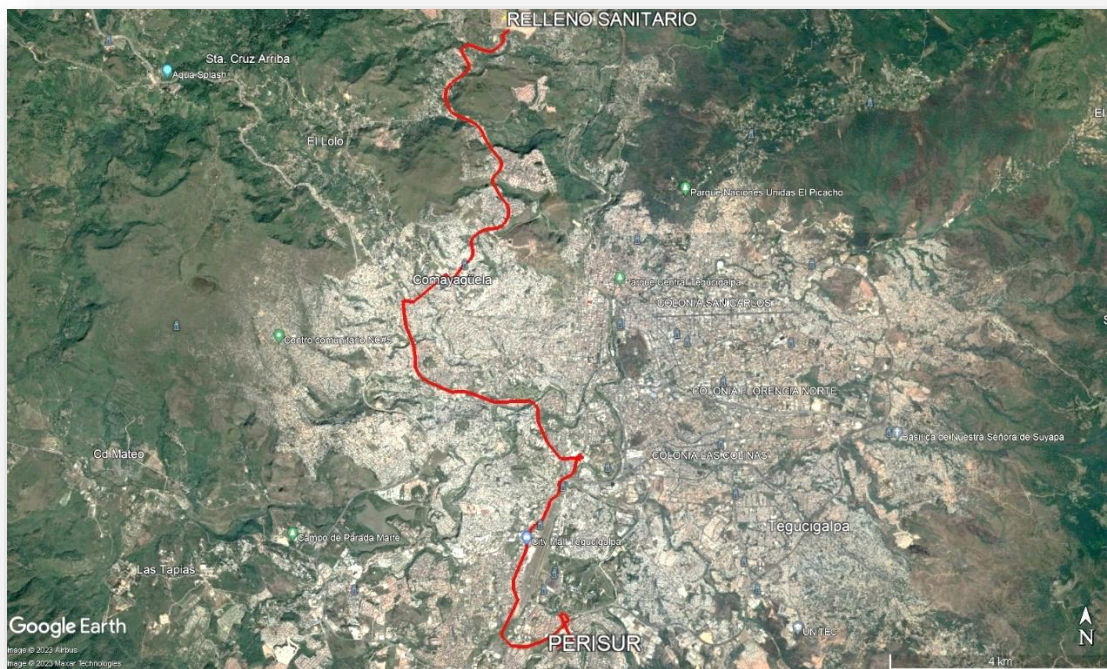 RELLENO SANITARIO
Sta. Cruz Arriba
Aqua Splash
El Lolo
Parque Naciones Unidas El Picacho
Comayagüela
Parque Central Tegucigalpa
COLONIA SAN CARLOS
Centro comunitario NC#5
COLONIA FLORENCIA NORTE
Basílica de Nuestra Señora de Suyapa
Cd Mateo
COLONIA LAS COLINAS
Tegucigalpa
Campo de Parada Marte
City Mall Tegucigalpa
Las Tapias
Google Earth
UNITEC
PERISUR
N
Image © 2023 Airbus
Image © 2023 Maxar Technologies
4 km